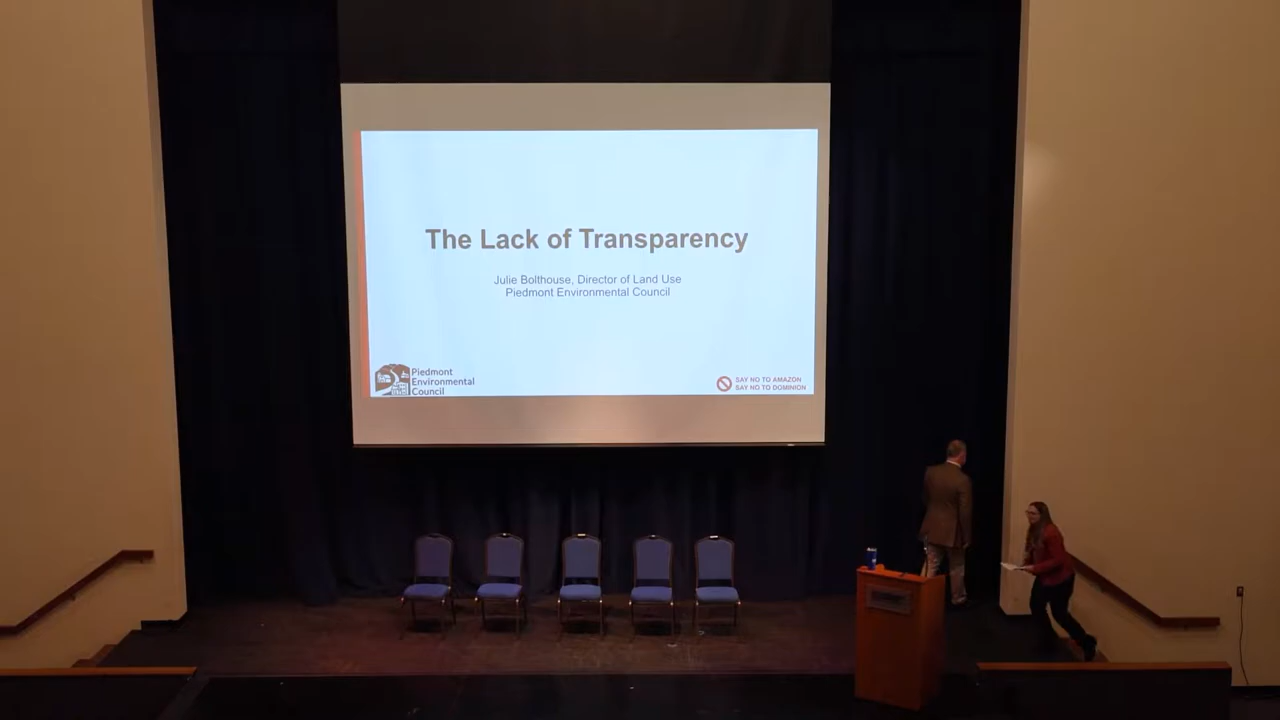 The Lack of Transparency
Julie Bolthouse, Director of Land Use
Piedmont Environmental Council
Piedmont
Environmental
Council
SAY NO TO AMAZON
SAY NO TO DOMINION